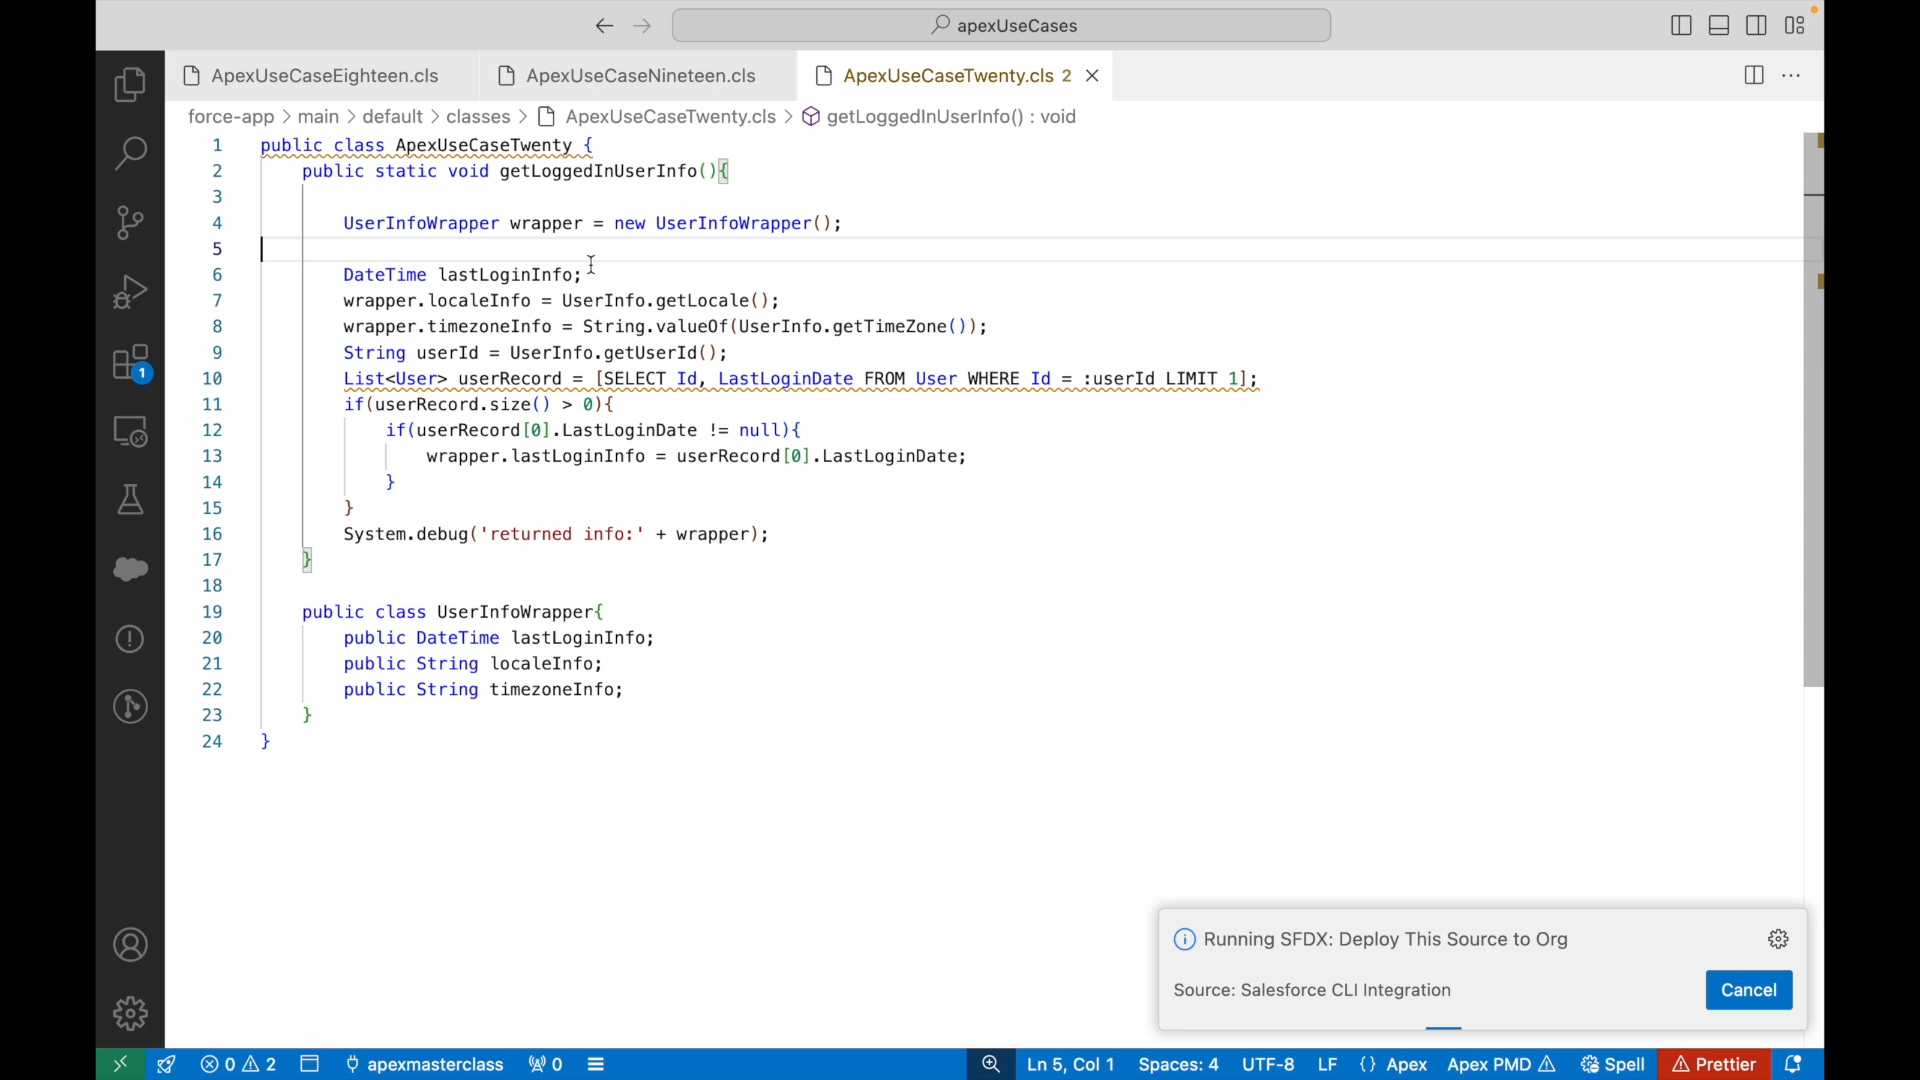 apexUseCases
ApexUseCaseEighteen.cls
ApexUseCaseNineteen.cls
ApexUseCaseTwenty.cls 2
force-app > main > default > classes > ApexUseCaseTwenty.cls > getLoggedInUserInfo() : void
1 public class ApexUseCaseTwenty {
2 public static void getLoggedInUserInfo(){
3
4 UserInfoWrapper wrapper = new UserInfoWrapper();
5
6 DateTime lastLoginInfo;
7 wrapper.localeInfo = UserInfo.getLocale();
8 wrapper.timezoneInfo = String.valueOf(UserInfo.getTimeZone());
9 String userId = UserInfo.getUserId();
10 List<User> userRecord = [SELECT Id, LastLoginDate FROM User WHERE Id = :userId LIMIT 1];
11 if(userRecord.size() > 0){
12 if(userRecord[0].LastLoginDate != null){
13 wrapper.lastLoginInfo = userRecord[0].LastLoginDate;
14 }
15 }
16 System.debug('returned info:' + wrapper);
17 }
18
19 public class UserInfoWrapper{
20 public DateTime lastLoginInfo;
21 public String localeInfo;
22 public String timezoneInfo;
23 }
24 }
1
Running SFDX: Deploy This Source to Org
Source: Salesforce CLI Integration
Cancel
0 2 apexmasterclass 0 Ln 5, Col 1 Spaces: 4 UTF-8 LF {} Apex Apex PMD Spell Prettier